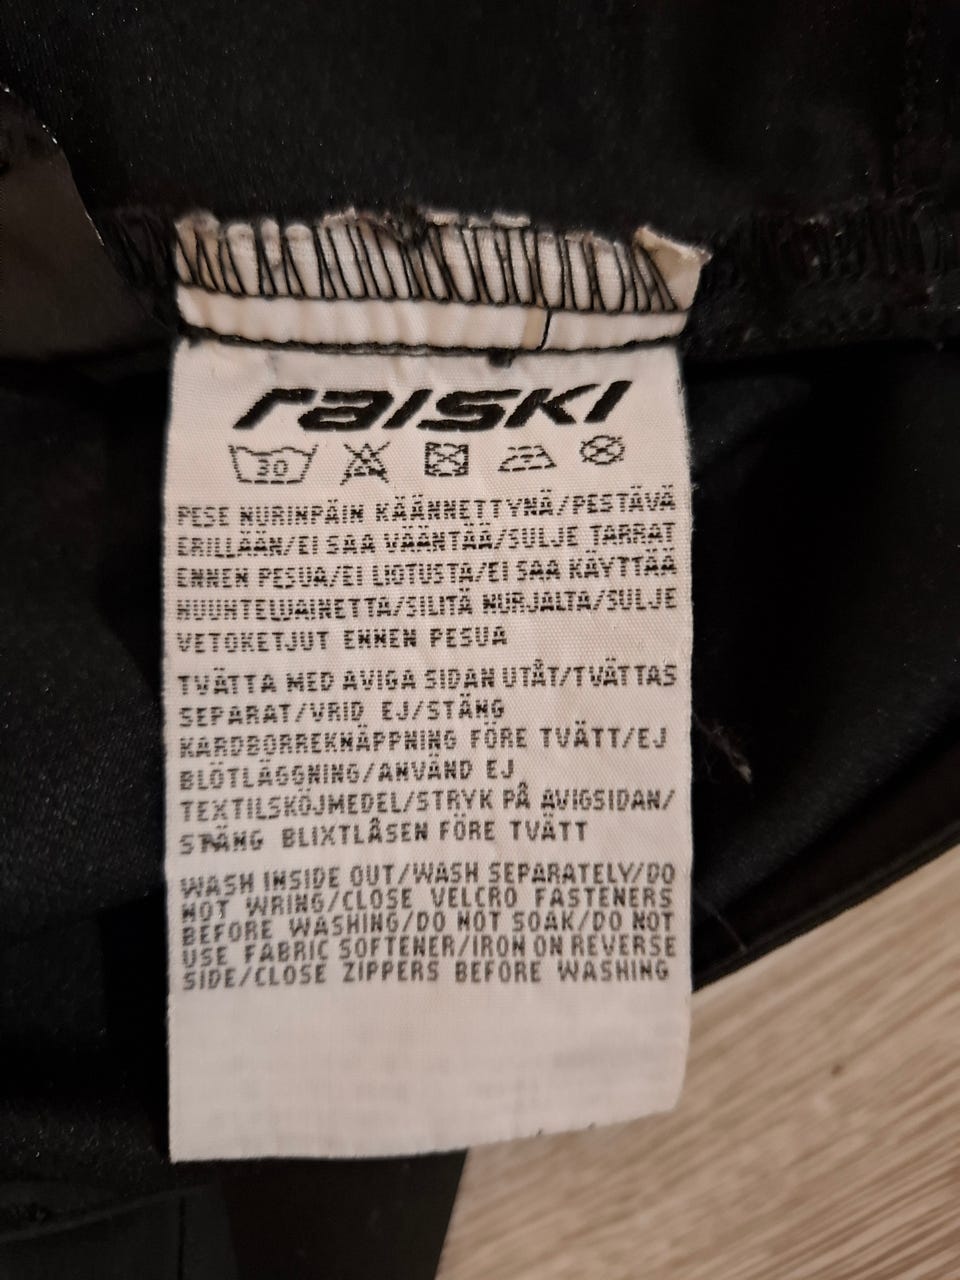 raiski
30
PESE NURINPÄIN KÄÄNNETTYNÄ/PESTÄVÄ
ERILLÄÄN/EI SAA VÄÄNTÄÄ/SULJE TARRAT
ENNEN PESUA/EI LIOTUSTA/EI SAA KÄYTTÄÄ
HUUHTELUAINETTA/SILITÄ NURJALTA/SULJE
VETOKETJUT ENNEN PESUA
TVÄTTA MED AVIGA SIDAN UTÅT/TVÄTTAS
SEPARAT/VRID EJ/STÄNG
KARDBORREKNÄPPNING FÖRE TVÄTT/EJ
BLÖTLÄGGNING/ANVÄND EJ
TEXTILSKÖJMEDEL/STRYK PÅ AVIGSIDAN/
STÄNG BLIXTLÅSEN FÖRE TVÄTT
WASH INSIDE OUT/WASH SEPARATELY/DO
NOT WRING/CLOSE VELCRO FASTENERS
BEFORE WASHING/DO NOT SOAK/DO NOT
USE FABRIC SOFTENER/IRON ON REVERSE
SIDE/CLOSE ZIPPERS BEFORE WASHING